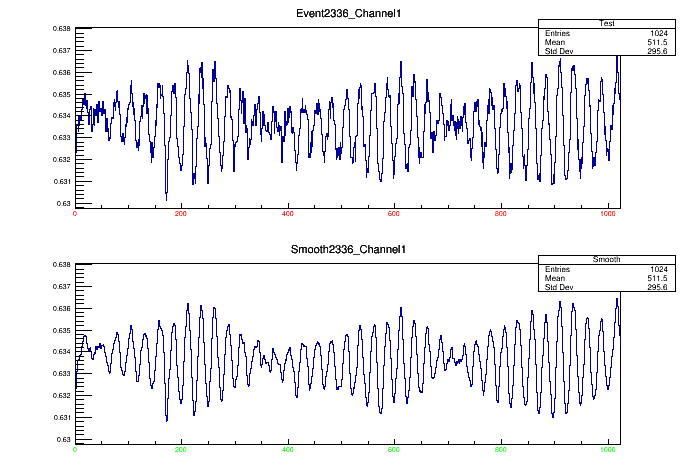 Event2336_Channel1
Test
Entries 1024
Mean 511.5
Std Dev 295.6
0.638
0.637
0.636
0.635
0.634
0.633
0.632
0.631
0.63
0 200 400 600 800 1000
Smooth2336_Channel1
Smooth
Entries 1024
Mean 511.5
Std Dev 295.6
0.638
0.637
0.636
0.635
0.634
0.633
0.632
0.631
0.63
0 200 400 600 800 1000